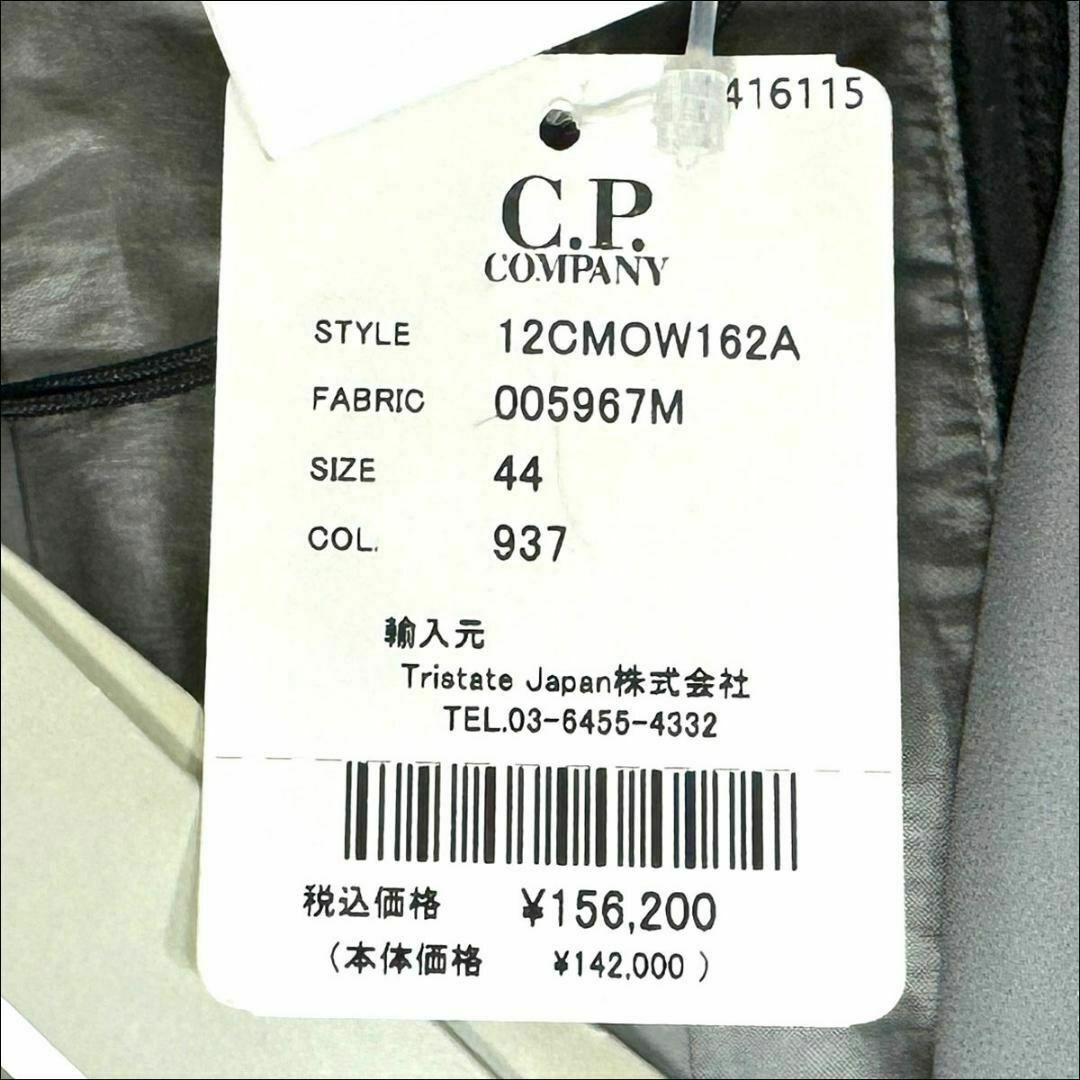 416115
C.P.
COMPANY
STYLE 12CMOW162A
FABRIC 005967M
SIZE 44
COL. 937
輸入元
Tristate Japan株式会社
TEL.03-6455-4332
税込価格 ¥156,200
(本体価格 ¥142,000 )